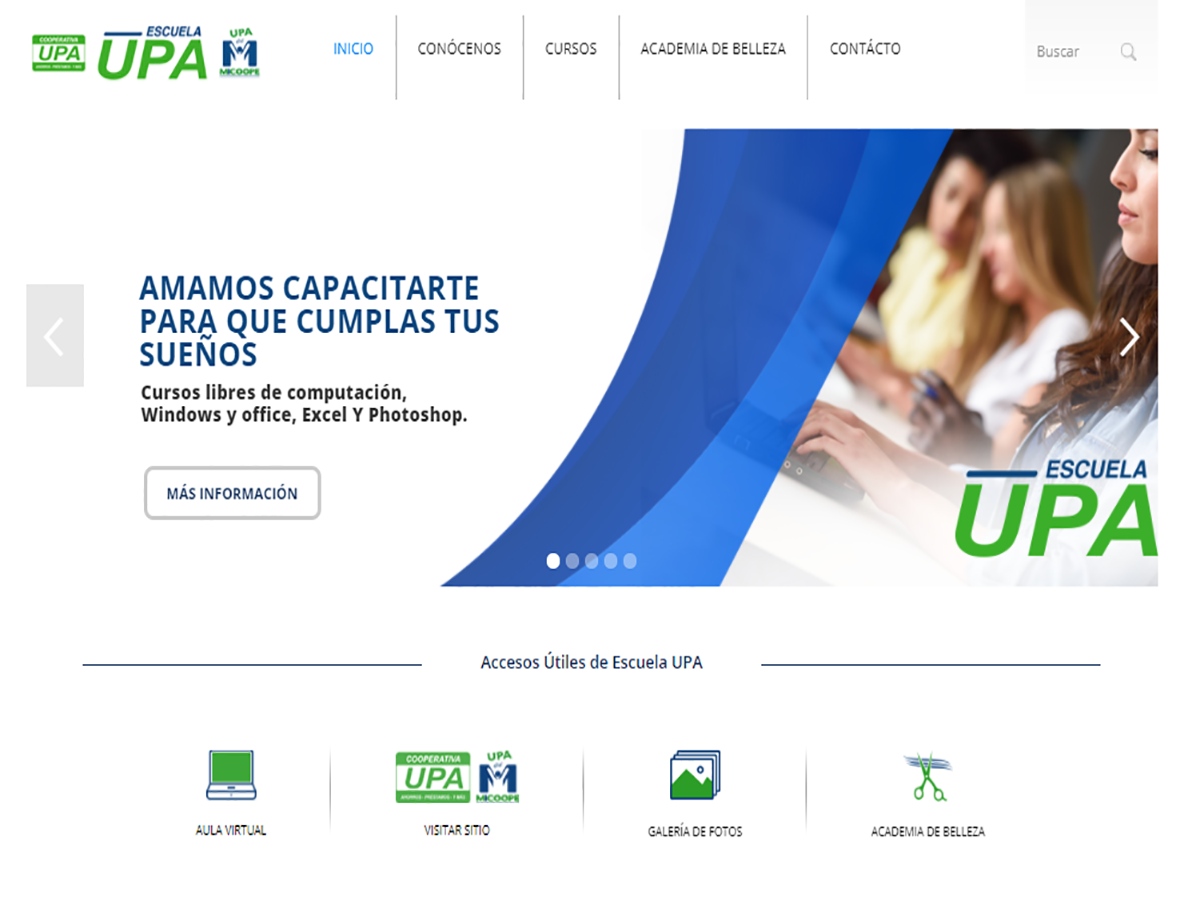 COOPERATIVA
UPA
ESCUELA
UPA
UPA
MICOOPE
INICIO
CONÓCENOS
CURSOS
ACADEMIA DE BELLEZA
CONTÁCTO
Buscar
AMAMOS CAPACITARTE
PARA QUE CUMPLAS TUS
SUEÑOS
Cursos libres de computación,
Windows y office, Excel Y Photoshop.
MÁS INFORMACIÓN
ESCUELA
UPA
Accesos Útiles de Escuela UPA
COOPERATIVA
UPA
UPA
MICOOPE
AULA VIRTUAL
VISITAR SITIO
GALERÍA DE FOTOS
ACADEMIA DE BELLEZA